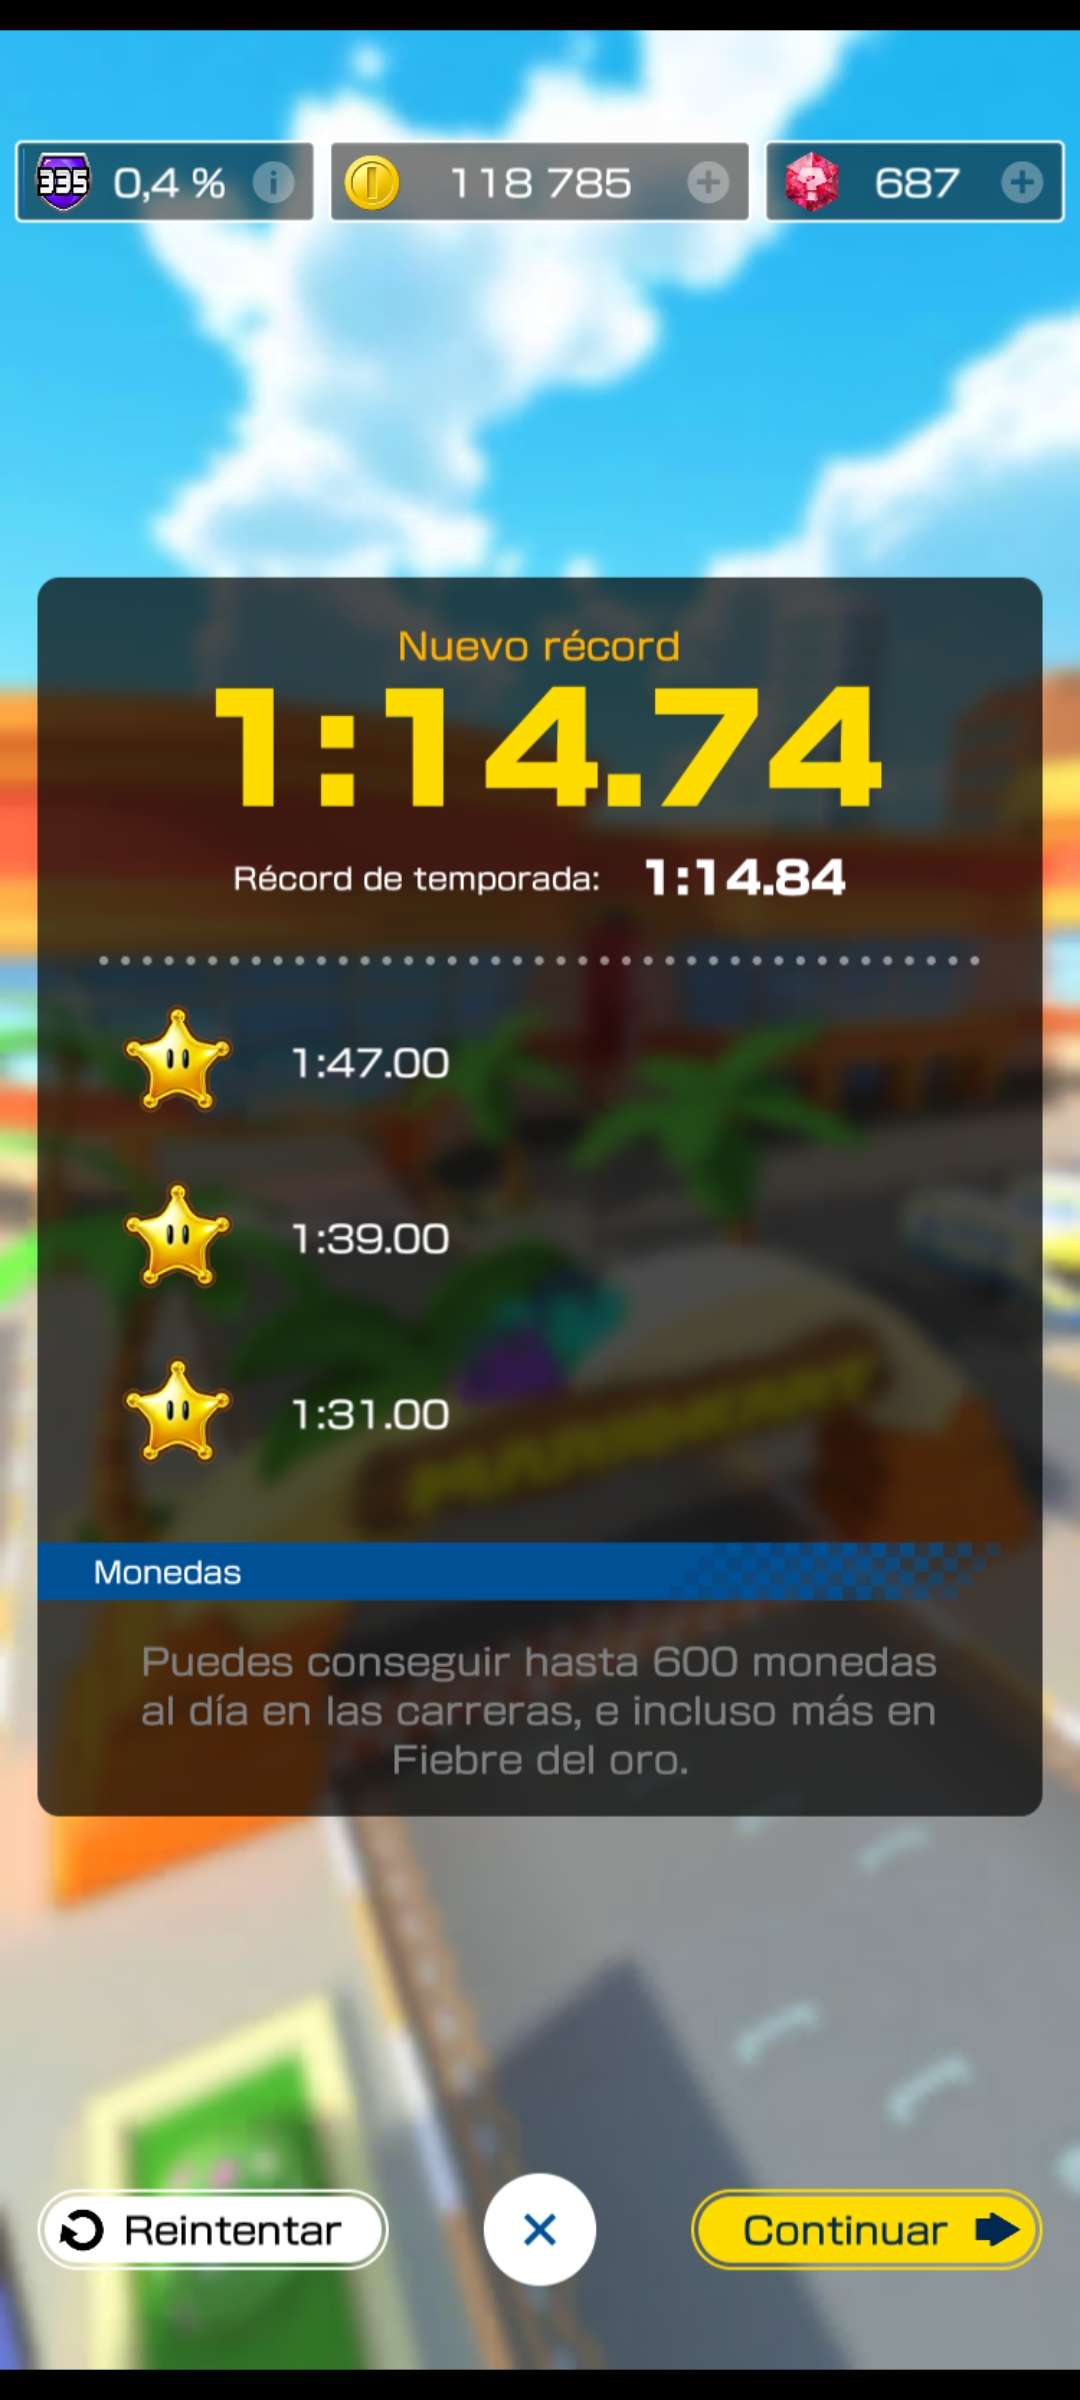 335 0,4 % i 118 785 + 687 +
Nuevo récord
1:14.74
Récord de temporada: 1:14.84
1:47.00
1:39.00
1:31.00
Monedas
Puedes conseguir hasta 600 monedas
al día en las carreras, e incluso más en
Fiebre del oro.
Reintentar Continuar